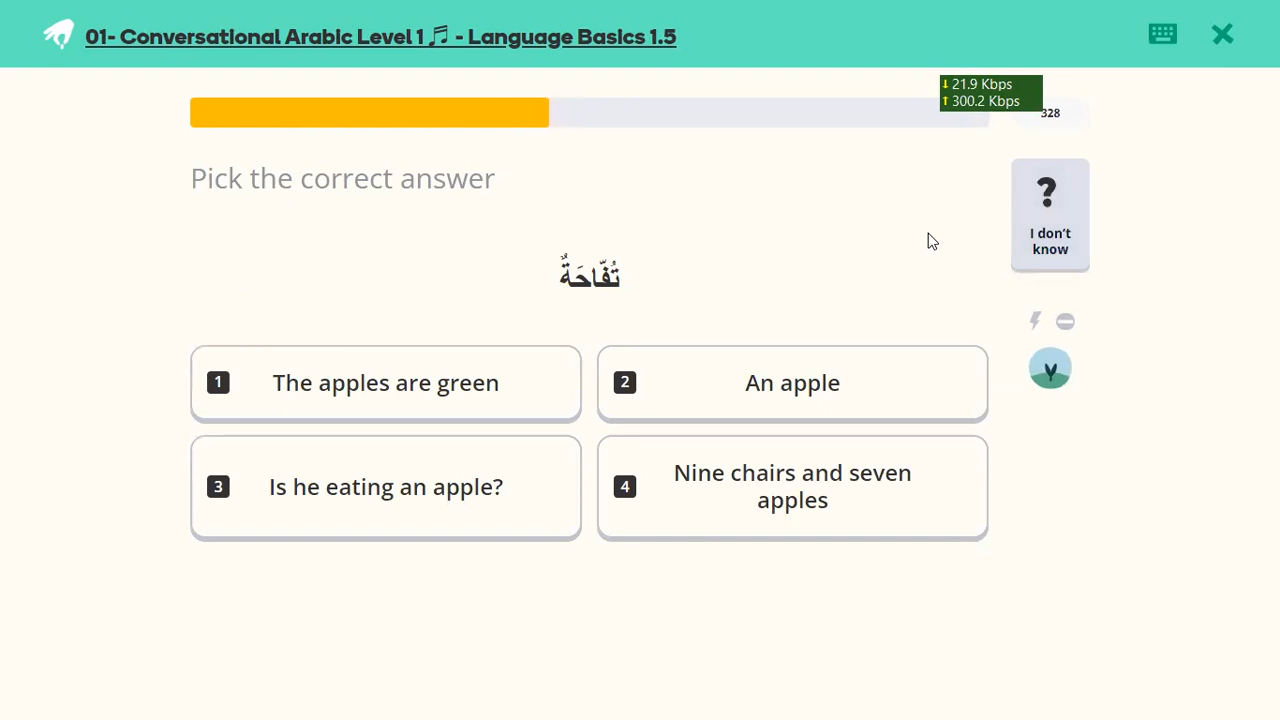 01- Conversational Arabic Level 1 🎵 - Language Basics 1.5
↓ 21.9 Kbps
↑ 300.2 Kbps
328
Pick the correct answer
?
I don't
know
تُفّاحَةٌ
1 The apples are green
2 An apple
3 Is he eating an apple?
4 Nine chairs and seven
apples